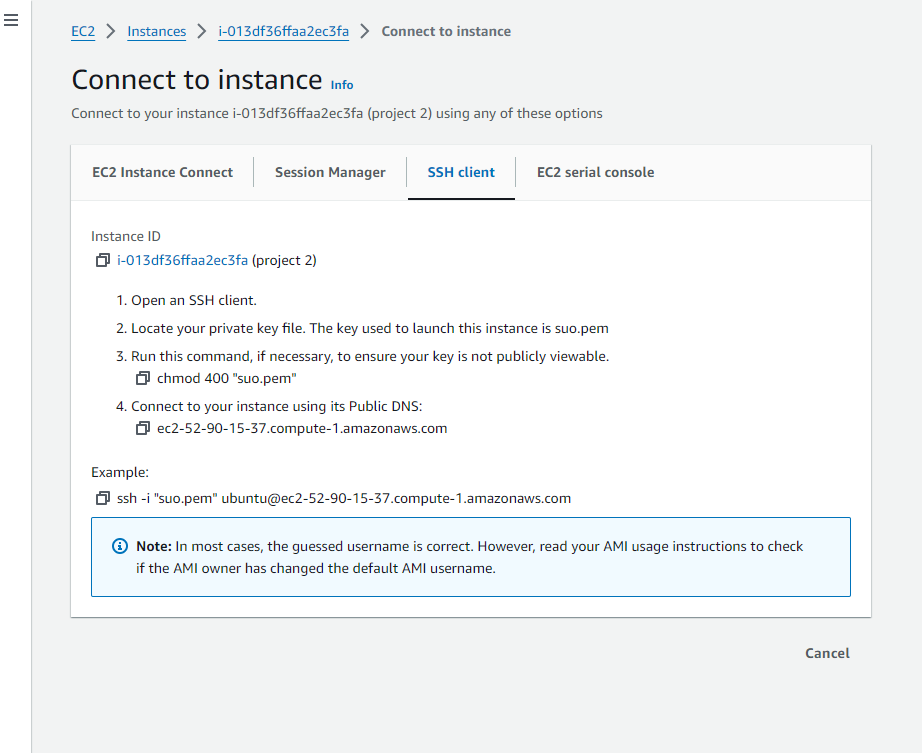 EC2 > Instances > i-013df36ffaa2ec3fa > Connect to instance
Connect to instance Info
Connect to your instance i-013df36ffaa2ec3fa (project 2) using any of these options
EC2 Instance Connect Session Manager SSH client EC2 serial console
Instance ID
i-013df36ffaa2ec3fa (project 2)
1. Open an SSH client.
2. Locate your private key file. The key used to launch this instance is suo.pem
3. Run this command, if necessary, to ensure your key is not publicly viewable.
chmod 400 "suo.pem"
4. Connect to your instance using its Public DNS:
ec2-52-90-15-37.compute-1.amazonaws.com
Example:
ssh -i "suo.pem" ubuntu@ec2-52-90-15-37.compute-1.amazonaws.com
Note: In most cases, the guessed username is correct. However, read your AMI usage instructions to check
if the AMI owner has changed the default AMI username.
Cancel